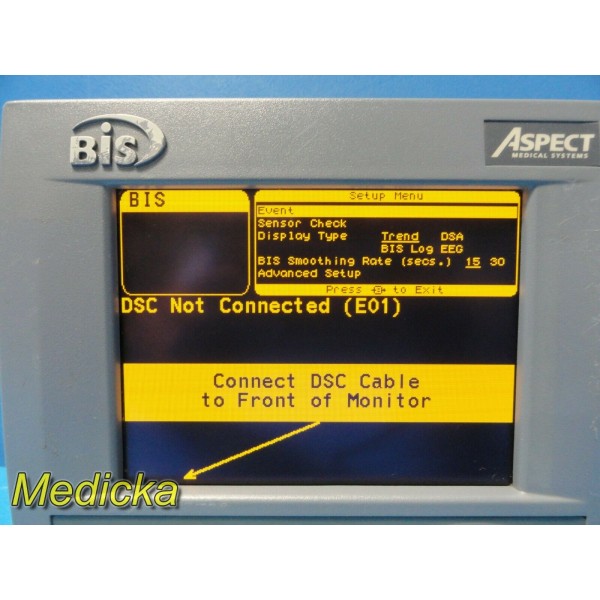 BiS
ASPECT
MEDICAL SYSTEMS
BIS
Setup Menu
Event
Sensor Check
Display Type Trend DSA
BIS Log EEG
BIS Smoothing Rate (secs.) 15 30
Advanced Setup
Press to Exit
DSC Not Connected (E01)
Connect DSC Cable
to Front of Monitor
Medicka